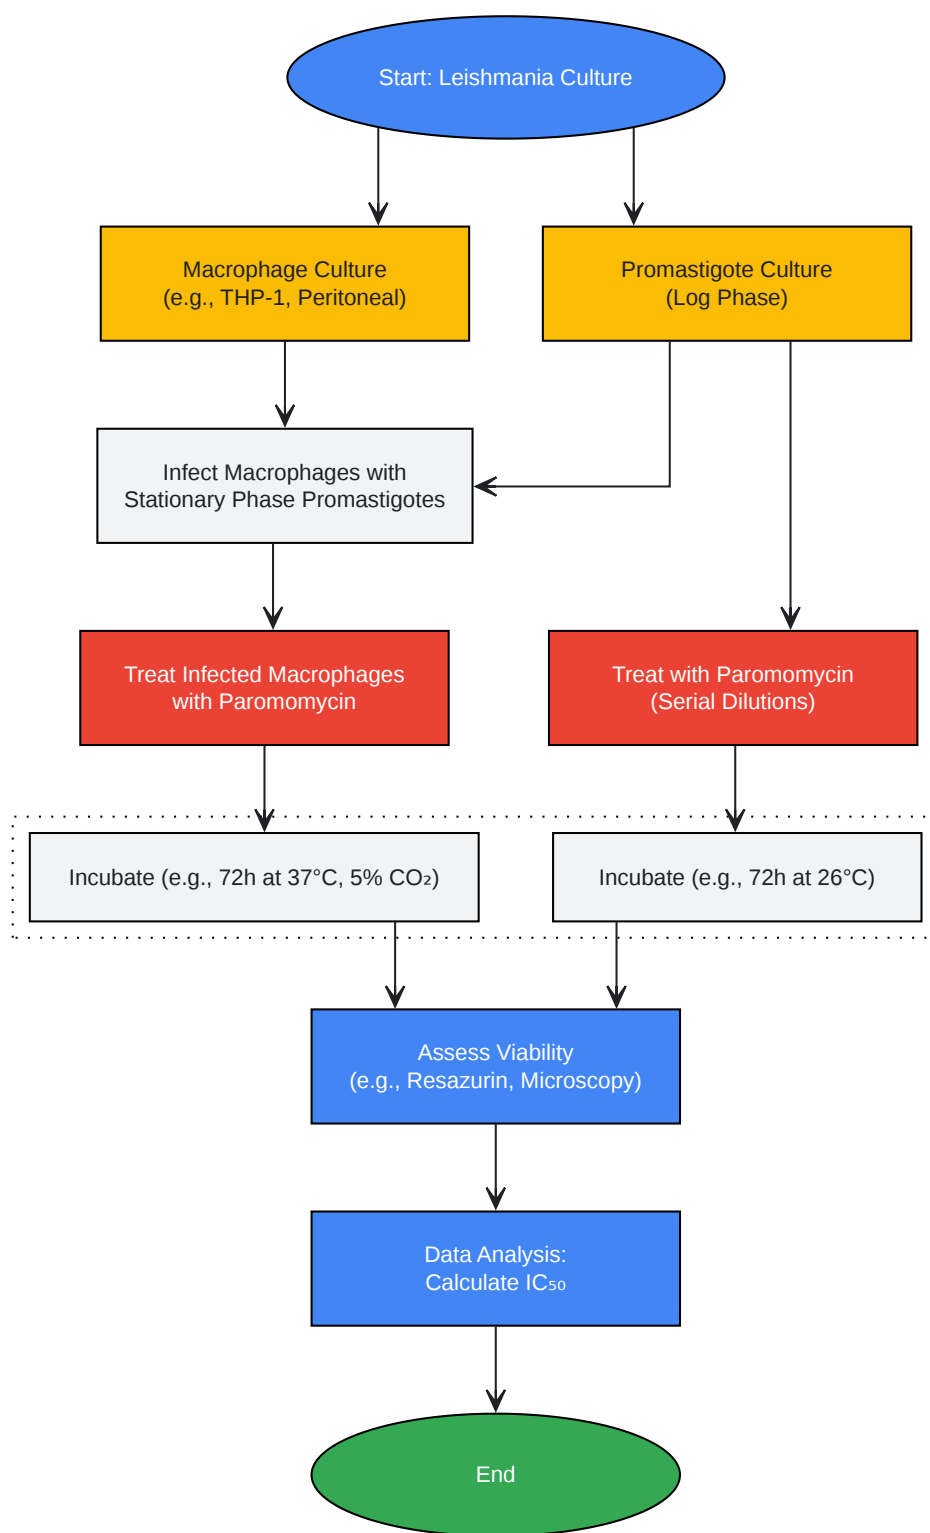 Start: Leishmania Culture
Macrophage Culture
(e.g., THP-1, Peritoneal)
Promastigote Culture
(Log Phase)
Infect Macrophages with
Stationary Phase Promastigotes
Treat Infected Macrophages
with Paromomycin
Treat with Paromomycin
(Serial Dilutions)
Incubate (e.g., 72h at 37°C, 5% CO₂)
Incubate (e.g., 72h at 26°C)
Assess Viability
(e.g., Resazurin, Microscopy)
Data Analysis:
Calculate IC₅₀
End